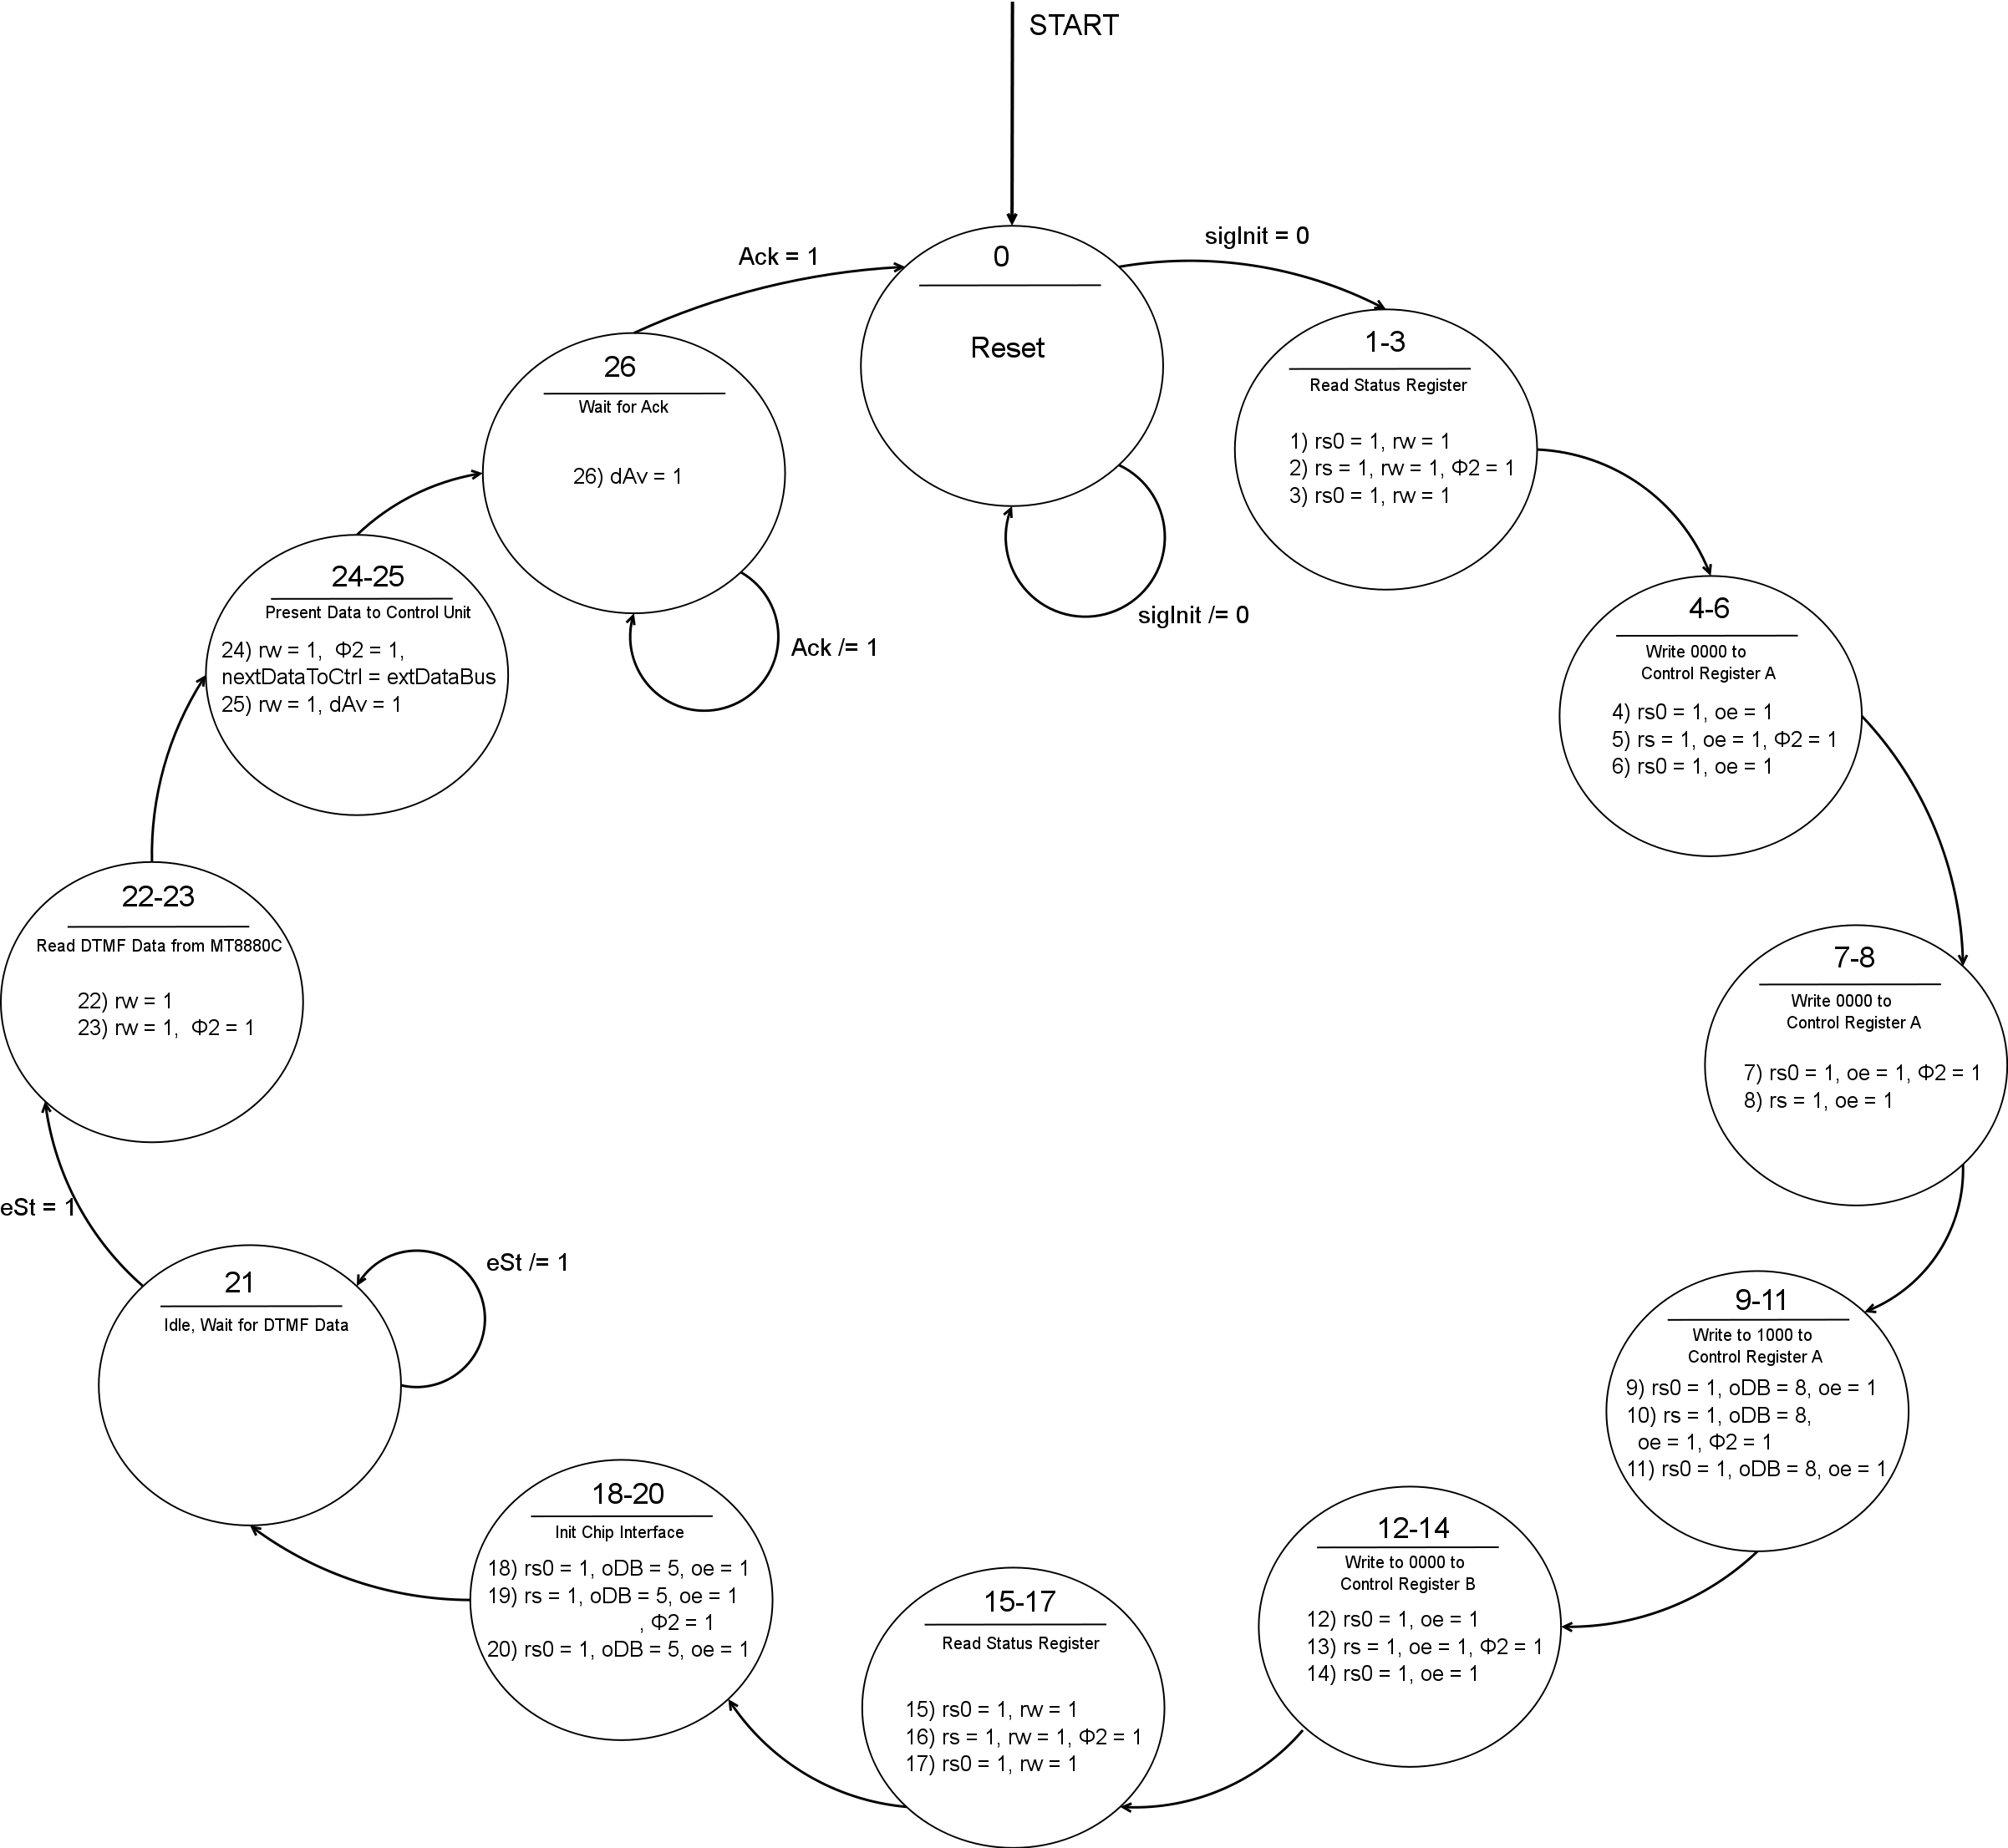 START
0
Reset
sigInit = 0
sigInit /= 0
1-3
Read Status Register
1) rs0 = 1, rw = 1
2) rs = 1, rw = 1, Φ2 = 1
3) rs0 = 1, rw = 1
4-6
Write 0000 to
Control Register A
4) rs0 = 1, oe = 1
5) rs = 1, oe = 1, Φ2 = 1
6) rs0 = 1, oe = 1
7-8
Write 0000 to
Control Register A
7) rs0 = 1, oe = 1, Φ2 = 1
8) rs = 1, oe = 1
9-11
Write to 1000 to
Control Register A
9) rs0 = 1, oDB = 8, oe = 1
10) rs = 1, oDB = 8,
oe = 1, Φ2 = 1
11) rs0 = 1, oDB = 8, oe = 1
12-14
Write to 0000 to
Control Register B
12) rs0 = 1, oe = 1
13) rs = 1, oe = 1, Φ2 = 1
14) rs0 = 1, oe = 1
15-17
Read Status Register
15) rs0 = 1, rw = 1
16) rs = 1, rw = 1, Φ2 = 1
17) rs0 = 1, rw = 1
18-20
Init Chip Interface
18) rs0 = 1, oDB = 5, oe = 1
19) rs = 1, oDB = 5, oe = 1
, Φ2 = 1
20) rs0 = 1, oDB = 5, oe = 1
21
Idle, Wait for DTMF Data
eSt /= 1
eSt = 1
22-23
Read DTMF Data from MT8880C
22) rw = 1
23) rw = 1, Φ2 = 1
24-25
Present Data to Control Unit
24) rw = 1, Φ2 = 1,
nextDataToCtrl = extDataBus
25) rw = 1, dAv = 1
26
Wait for Ack
26) dAv = 1
Ack /= 1
Ack = 1